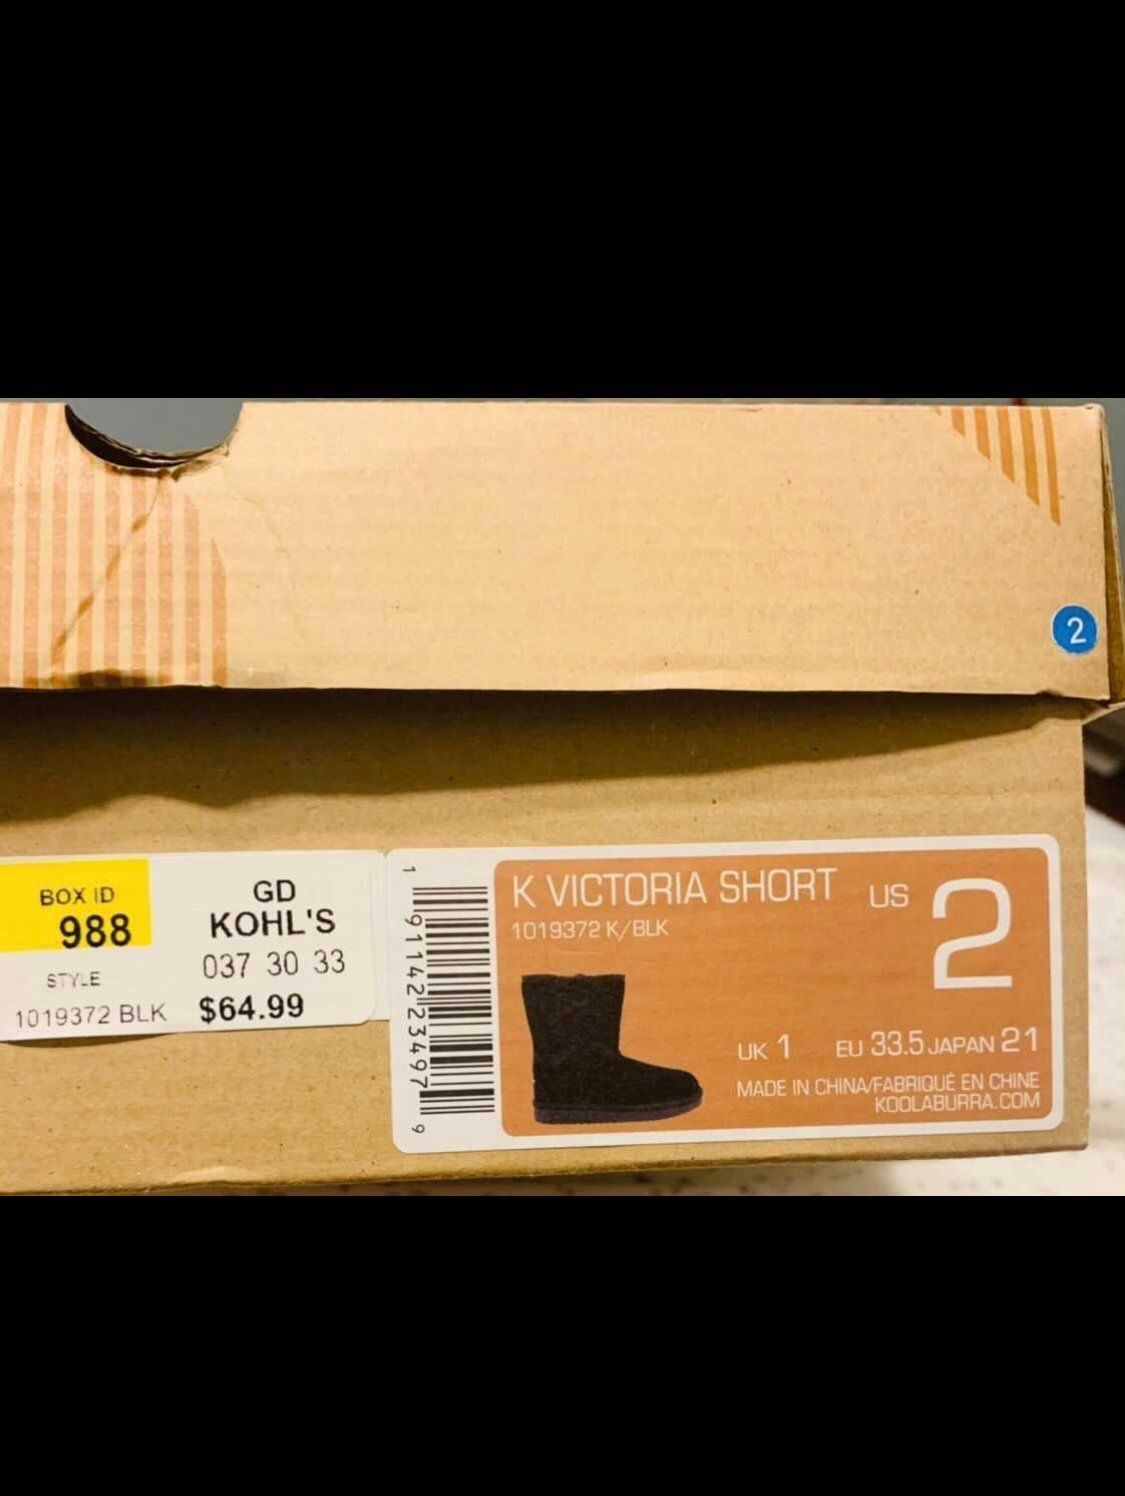 2
BOX ID
988
STYLE
1019372 BLK
GD
KOHL'S
037 30 33
$64.99
1 91142 23497 9
K VICTORIA SHORT
1019372 K/BLK
US 2
UK 1 EU 33.5 JAPAN 21
MADE IN CHINA/FABRIQUÉ EN CHINE
KOOLABURRA.COM